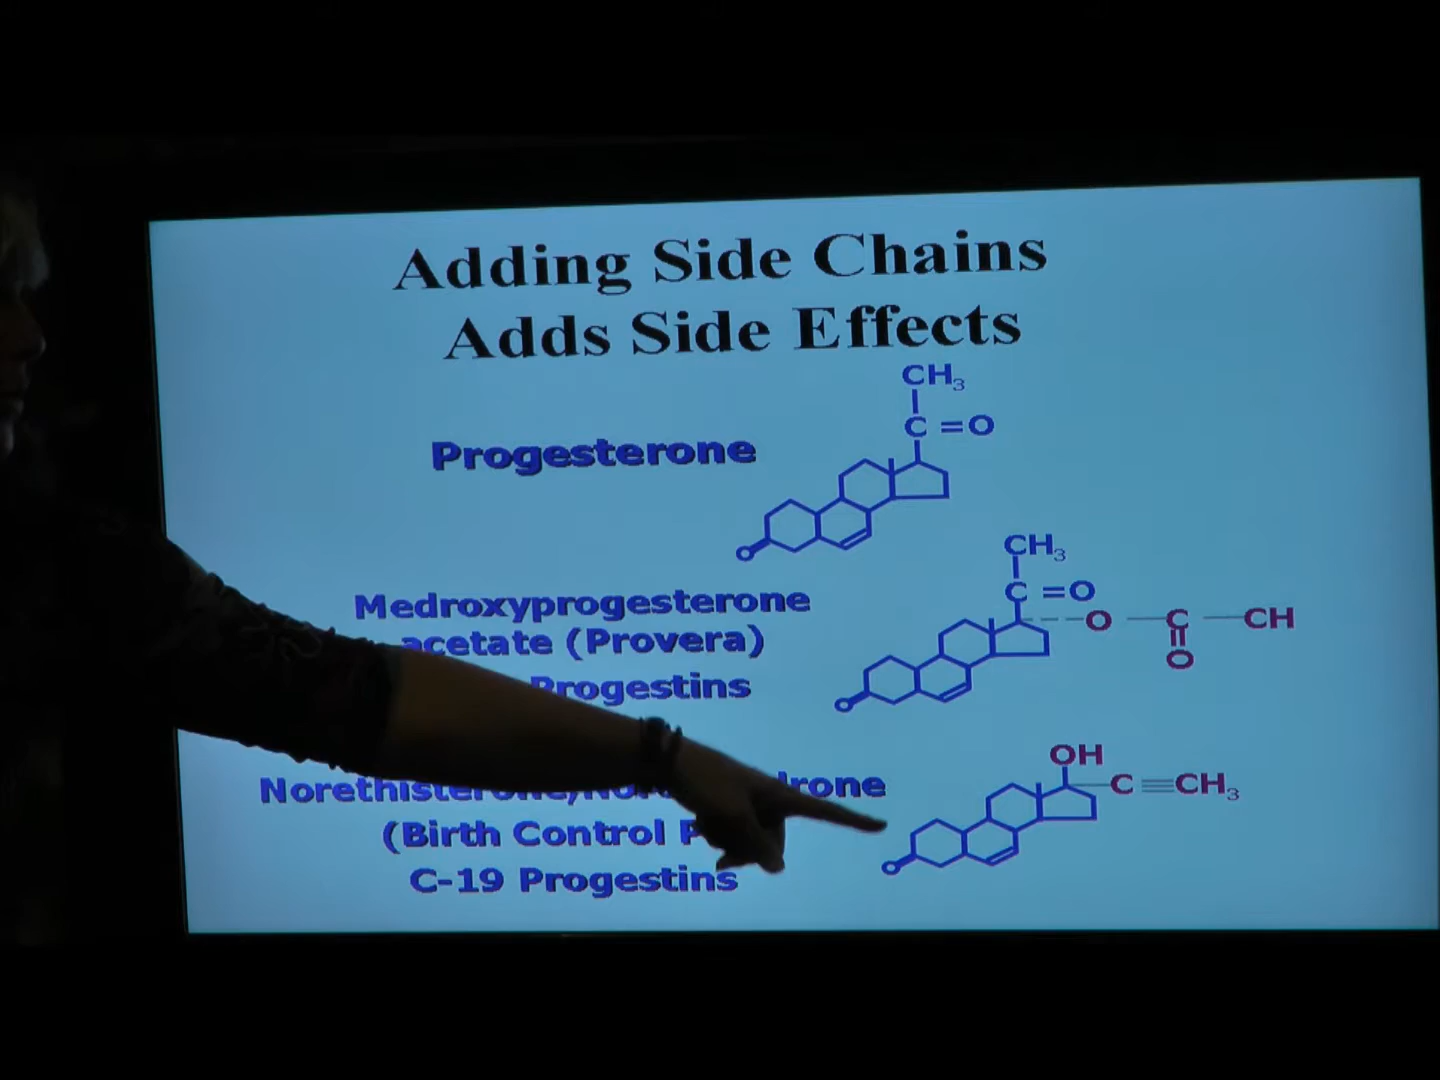 Adding Side Chains
Adds Side Effects
CH3
C =O
Progesterone
CH3
C =O
Medroxyprogesterone
O C CH
O
acetate (Provera)
Progestins
OH
C ≡CH3
(Birth Control
C-19 Progestins